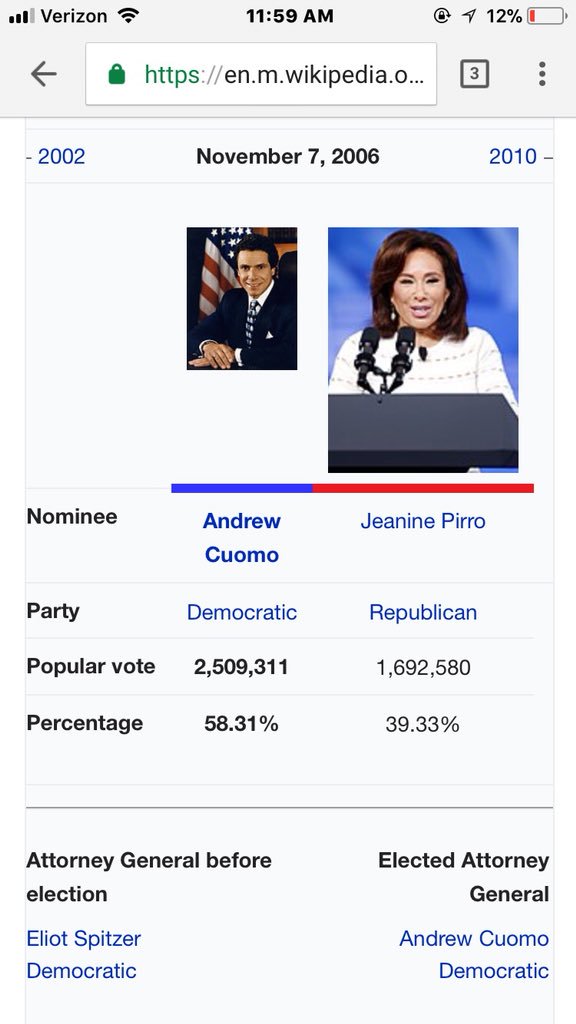 Verizon 11:59 AM 12%
https://en.m.wikipedia.o... 3
- 2002 November 7, 2006 2010 –
Nominee Andrew Jeanine Pirro
Cuomo
Party Democratic Republican
Popular vote 2,509,311 1,692,580
Percentage 58.31% 39.33%
Attorney General before Elected Attorney
election General
Eliot Spitzer Andrew Cuomo
Democratic Democratic